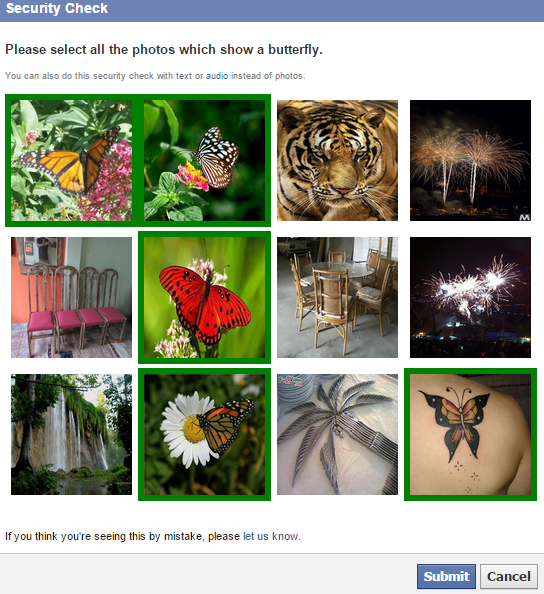 Security Check
Please select all the photos which show a butterfly.
You can also do this security check with text or audio instead of photos.
M
If you think you're seeing this by mistake, please let us know.
Submit Cancel